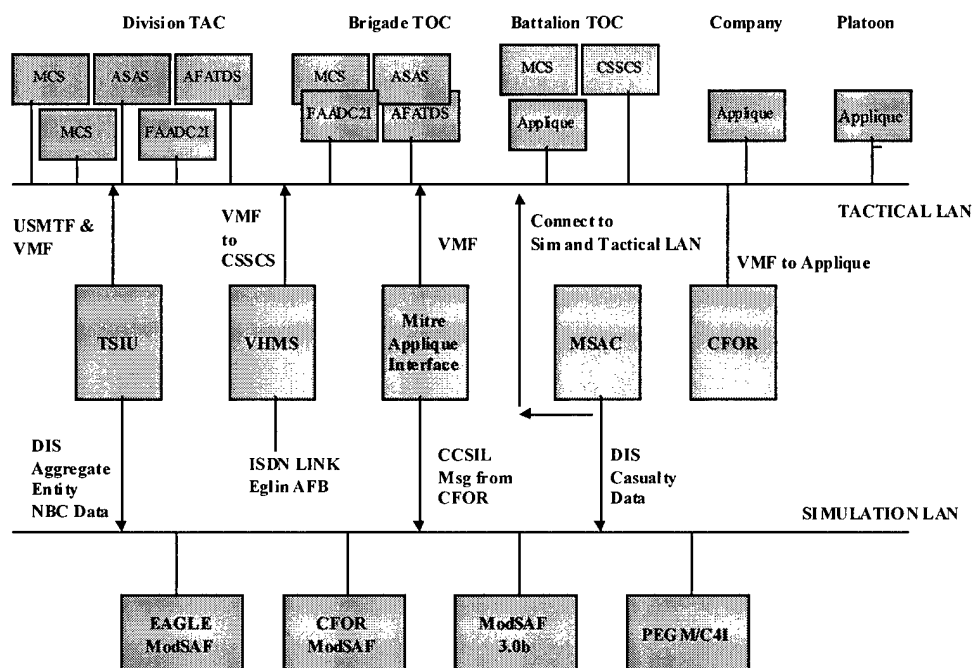 Division TAC
Brigade TOC
Battalion TOC
Company
Platoon
MCS
ASAS
AFATDS
MCS
ASAS
MCS
CSSCS
MCS
FAADC2I
FAADC2I
AFATDS
Applique
Applique
Applique
TACTICAL LAN
USMTF &
VMF
VMF
to
CSSCS
VMF
Connect to
Sim and Tactical LAN
VMF to Applique
TSIU
VHMS
Mitre
Applique
Interface
MSAC
CFOR
DIS
Aggregate
Entity
NBC Data
ISDN LINK
Eglin AFB
CCSIL
Msg from
CFOR
DIS
Casualty
Data
SIMULATION LAN
EAGLE
ModSAF
CFOR
ModSAF
ModSAF
3.0b
PEGM/C4I